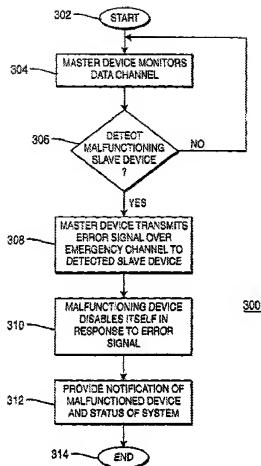 302
START
304
MASTER DEVICE MONITORS
DATA CHANNEL
306
DETECT
MALFUNCTIONING
SLAVE DEVICE
?
NO
YES
308
MASTER DEVICE TRANSMITS
ERROR SIGNAL OVER
EMERGENCY CHANNEL TO
DETECTED SLAVE DEVICE
300
310
MALFUNCTIONING DEVICE
DISABLES ITSELF IN
RESPONSE TO ERROR
SIGNAL
312
PROVIDE NOTIFICATION OF
MALFUNCTIONED DEVICE
AND STATUS OF SYSTEM
314
END